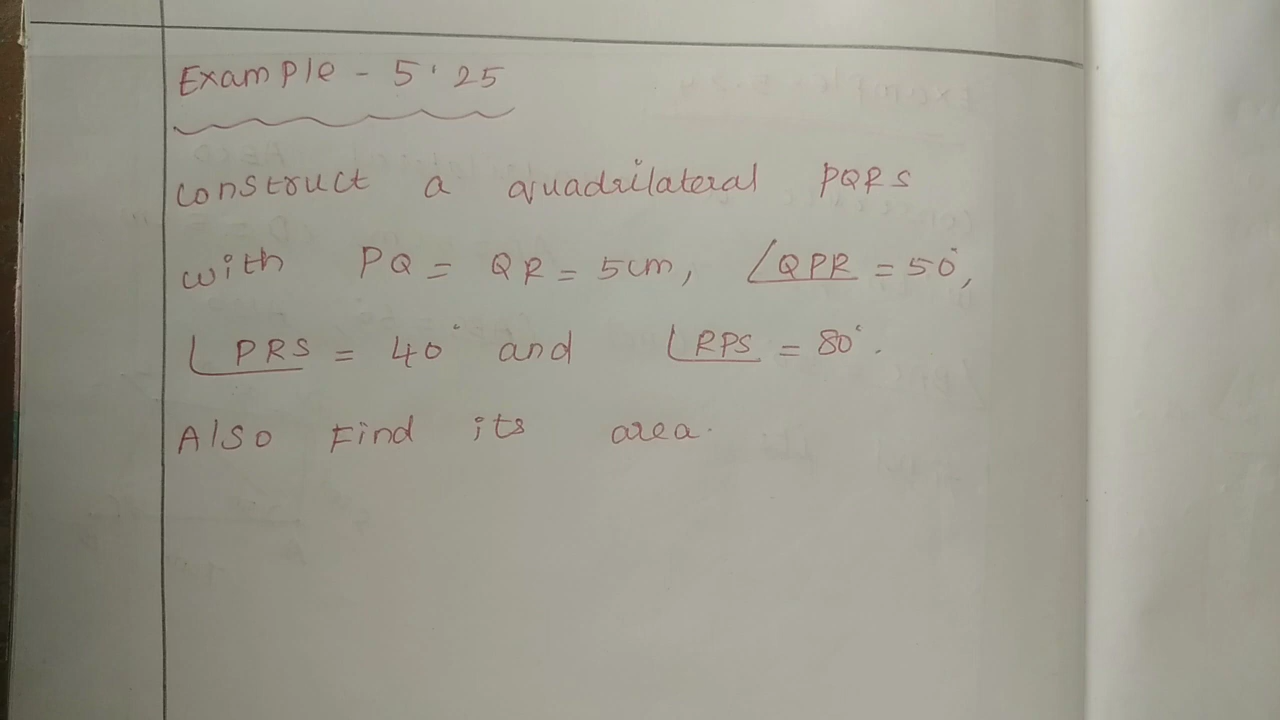 Example - 5.25
construct a quadrilateral PQRS
with PQ = QR = 5cm, ∠QPR = 50°,
∠PRS = 40° and ∠RPS = 80°.
Also Find its area.